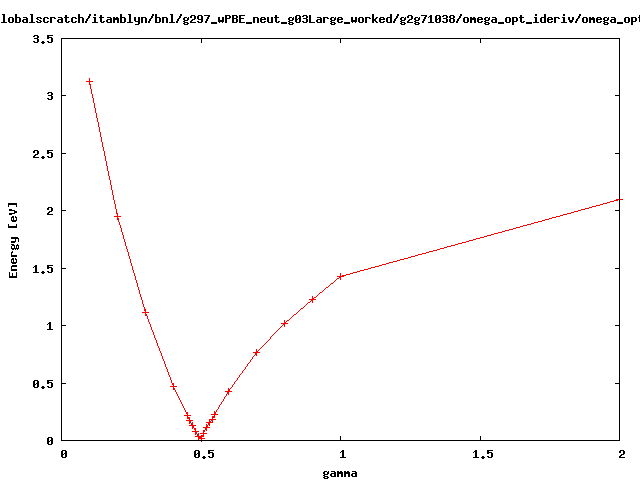 lobalscratch/itamblyn/bnl/g297_wPBE_neut_g03Large_worked/g2g71038/omega_opt_ideriv/omega_opt
3.5
3
2.5
2
1.5
1
0.5
0
Energy [eV]
0 0.5 1 1.5 2
gamma